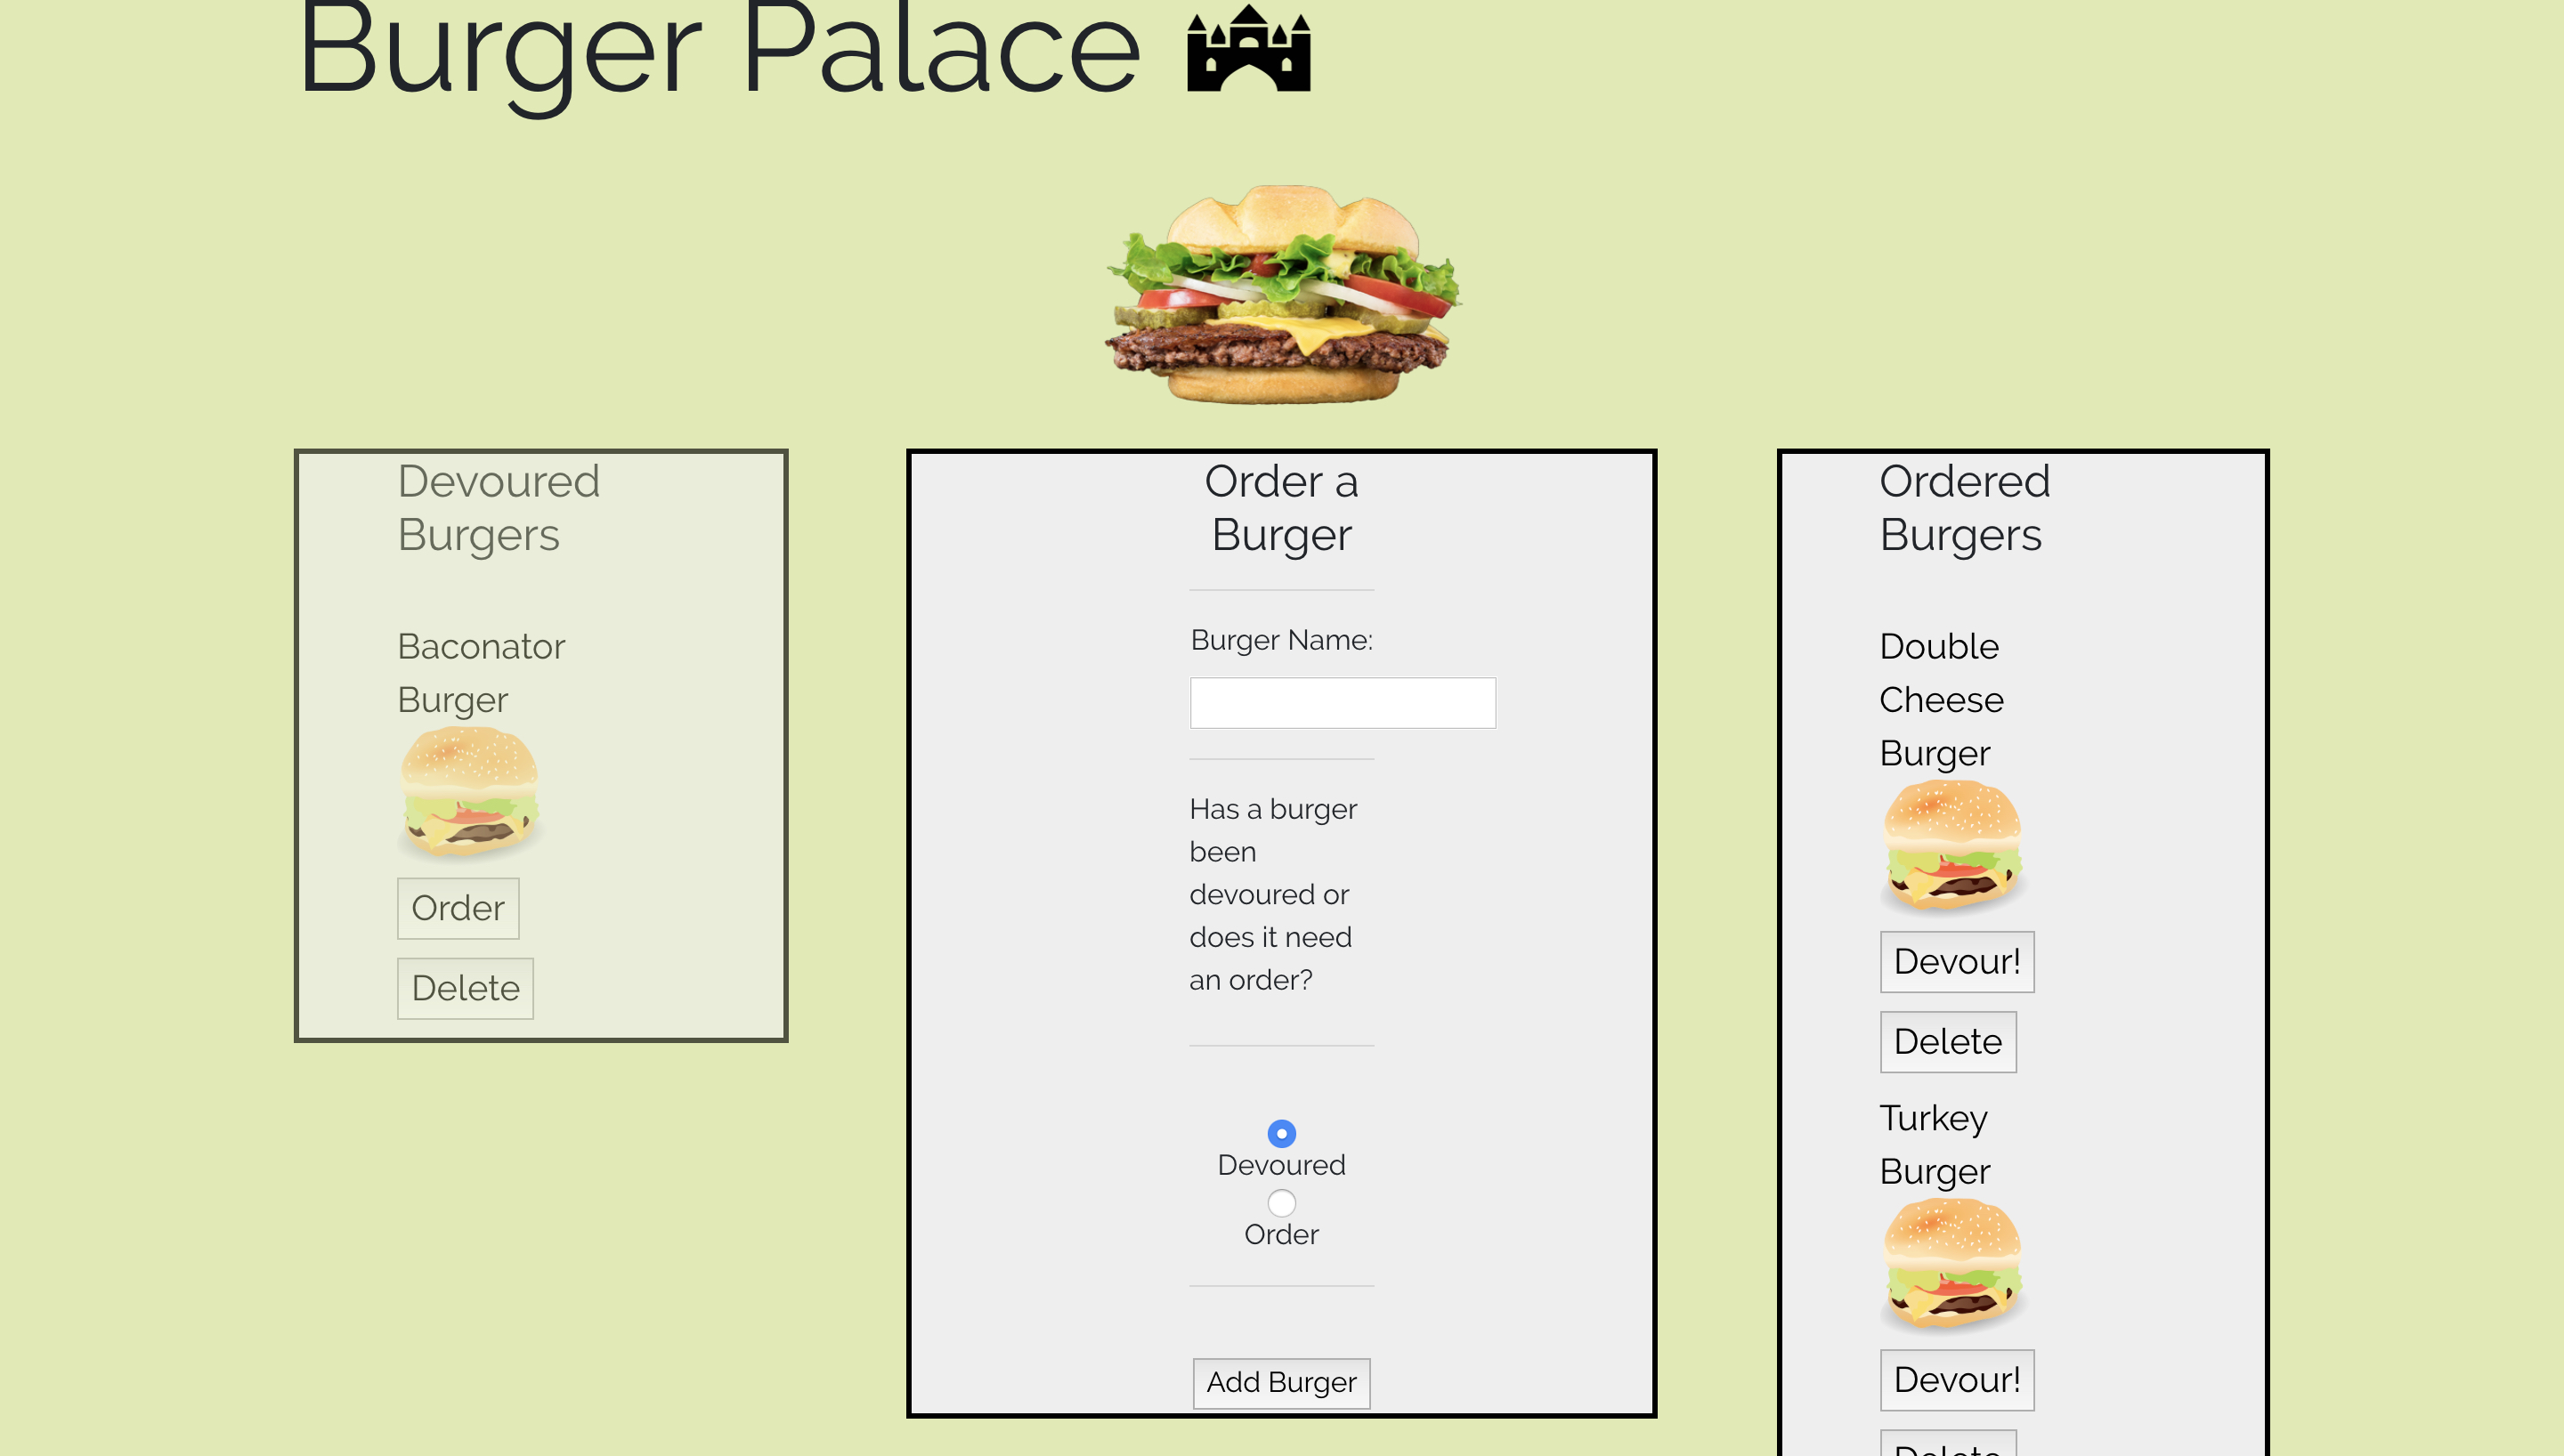 Burger Palace
Devoured
Burgers
Baconator
Burger
Order
Delete
Order a
Burger
Burger Name:
Has a burger
been
devoured or
does it need
an order?
Devoured
Order
Add Burger
Ordered
Burgers
Double
Cheese
Burger
Devour!
Delete
Turkey
Burger
Devour!
Delete